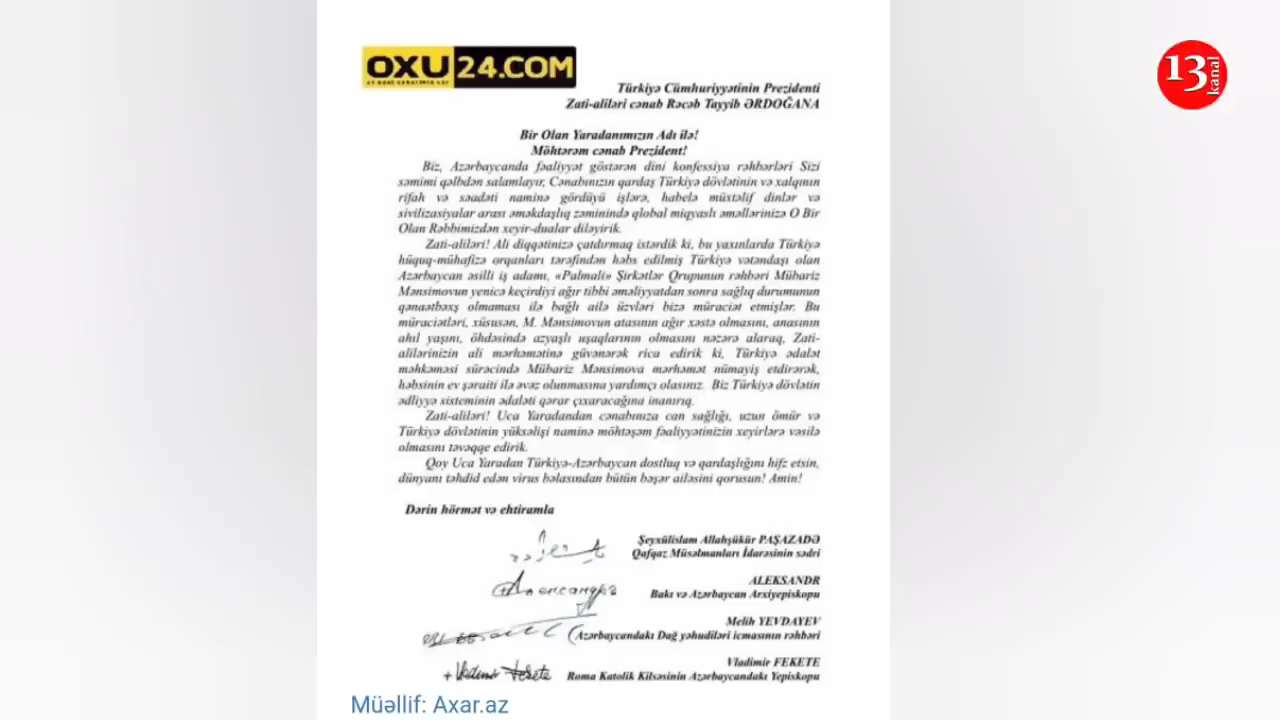 OXU 24.COM
13 kanal
Türkiyə Cümhuriyyətinin Prezidenti
Zati-aliləri cənab Rəcəb Tayyib ƏRDOĞANA
Bir Olan Yaradanımızın Adı ilə!
Möhtərəm cənab Prezident!
Biz, Azərbaycanda fəaliyyət göstərən dini konfessiya rəhbərləri Sizi
səmimi qəlbdən salamlayır, Cənabınızın qardaş Türkiyə dövlətinin və xalqının
rifah və səadəti naminə gördüyü işlərə, habelə müxtəlif dinlər və
sivilizasiyalar arası əməkdaşlıq zəminində qlobal miqyaslı əməllərinizə O Bir
Olan Rəbbimizdən xeyir-dualar diləyirik.
Zati-aliləri! Ali diqqətinizə çatdırmaq istərdik ki, bu yaxınlarda Türkiyə
hüquq-mühafizə orqanları tərəfindən həbs edilmiş Türkiyə vətəndaşı olan
Azərbaycan əsilli iş adamı, «Palmali» Şirkətlər Qrupunun rəhbəri Mübariz
Mənsimovun yenicə keçirdiyi ağır tibbi əməliyyatdan sonra sağlıq durumunun
qənaətbəxş olmaması ilə bağlı ailə üzvləri bizə müraciət etmişlər. Bu
müraciətləri, xüsusən, M. Mənsimovun atasının ağır xəstə olmasını, anasının
ahıl yaşını, öhdəsində azyaşlı uşaqlarının olmasını nəzərə alaraq, Zati-
alilərinizin ali mərhəmətinə güvənərək rica edirik ki, Türkiyə ədalət
məhkəməsi sürəcində Mübariz Mənsimova mərhəmət nümayiş etdirərək,
həbsinin ev şəraiti ilə əvəz olunmasına yardımçı olasınız. Biz Türkiyə dövlətin
ədliyyə sisteminin ədaləti qərar çıxaracağına inanırıq.
Zati-aliləri! Uca Yaradandan cənabınıza can sağlığı, uzun ömür və
Türkiyə dövlətinin yüksəlişi naminə möhtəşəm fəaliyyətinizin xeyirlərə vəsilə
olmasını təvəqqe edirik.
Qoy Uca Yaradan Türkiyə-Azərbaycan dostluq və qardaşlığını hifz etsin,
dünyanı təhdid edən virus bəlasından bütün bəşər ailəsini qorusun! Amin!
Dərin hörmət və ehtiramla
Şeyxülislam Allahşükür PAŞAZADƏ
Qafqaz Müsəlmanları İdarəsinin sədri
ALEKSANDR
Bakı və Azərbaycan Arxiyepiskopu
Melih YEVDAYEV
Azərbaycandakı Dağ yəhudiləri icmasının rəhbəri
Vladimir FEKETE
Roma Katolik Kilsəsinin Azərbaycandakı Yepiskopu
Müəllif: Axar.az